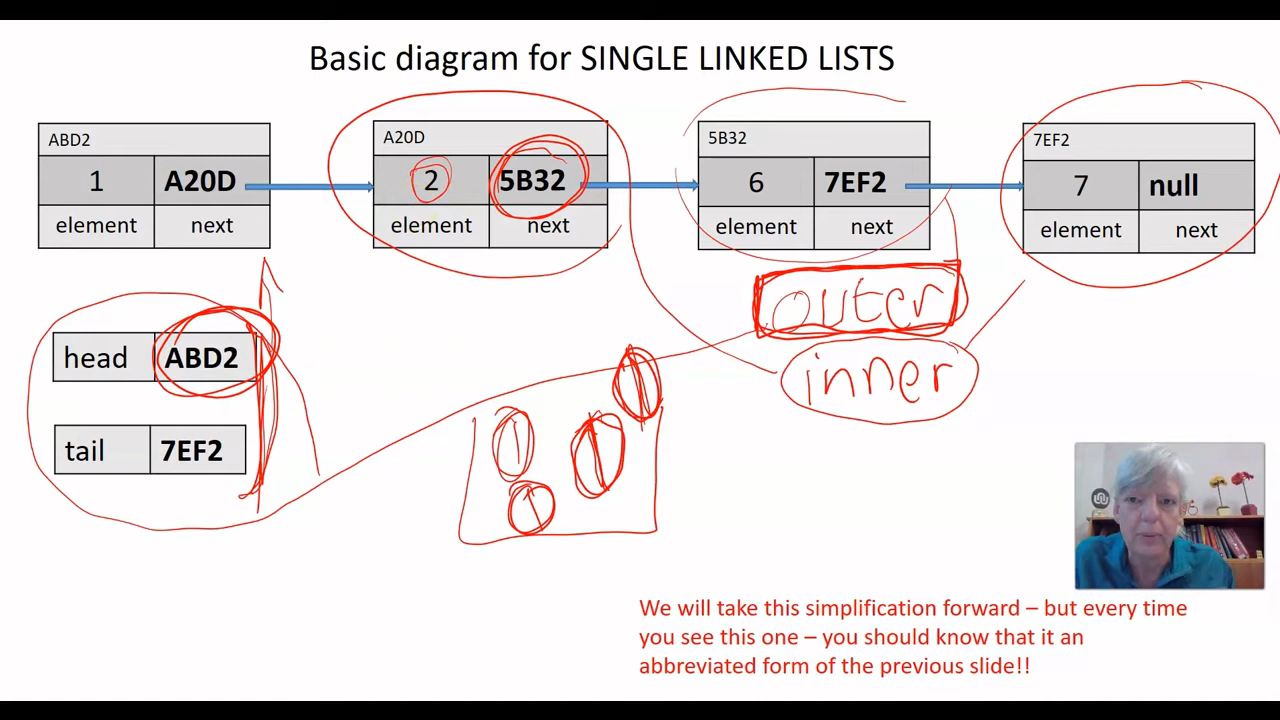 Basic diagram for SINGLE LINKED LISTS
ABD2
1 A20D
element next
A20D
2 5B32
element next
5B32
6 7EF2
element next
7EF2
7 null
element next
head ABD2
tail 7EF2
outer
inner
We will take this simplification forward – but every time
you see this one – you should know that it an
abbreviated form of the previous slide!!